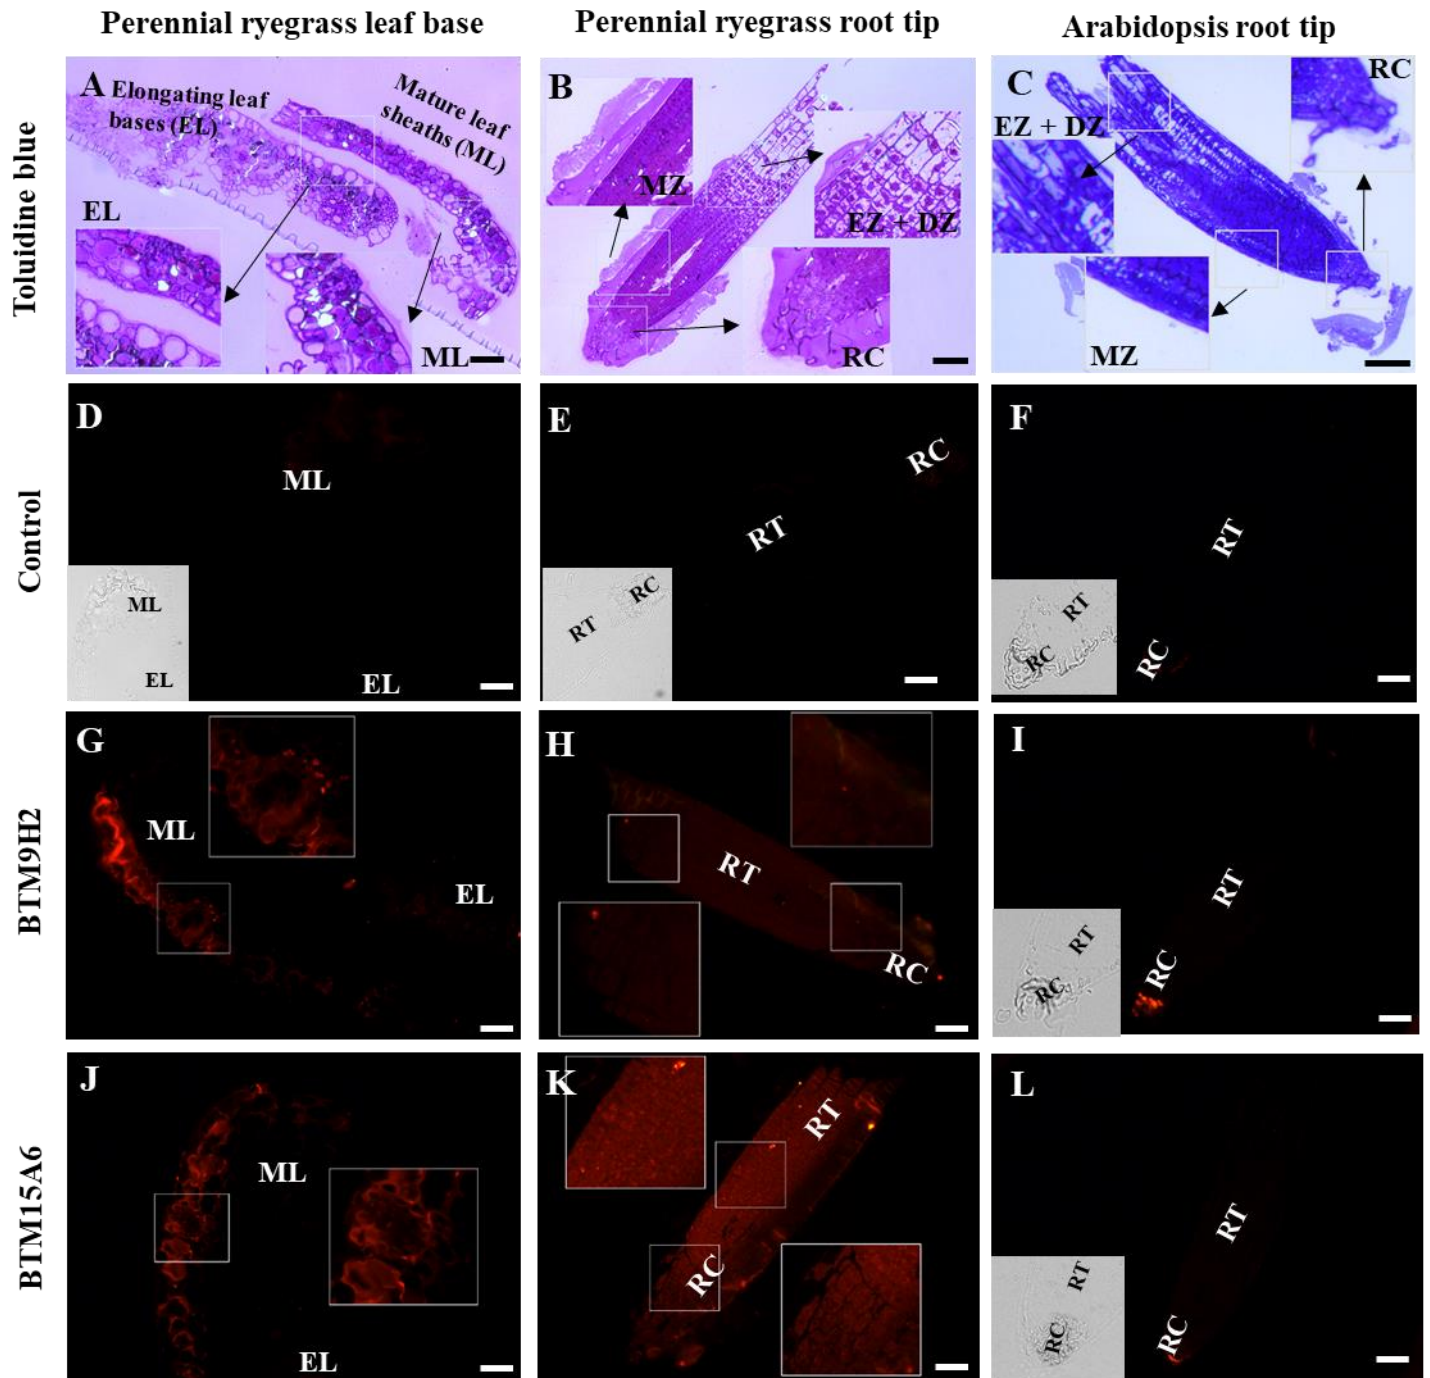 Perennial ryegrass leaf base
Perennial ryegrass root tip
Arabidopsis root tip
Toluidine blue
A
Elongating leaf
bases (EL)
Mature leaf
sheaths (ML)
EL
ML
B
MZ
EZ + DZ
RC
C
RC
EZ + DZ
MZ
Control
D
ML
EL
ML
EL
E
RC
RT
RC
RT
F
RT
RC
RT
RC
BTM9H2
G
ML
EL
H
RT
RC
I
RT
RC
RT
RC
BTM15A6
J
ML
EL
K
RT
RC
L
RT
RC
RT
RC